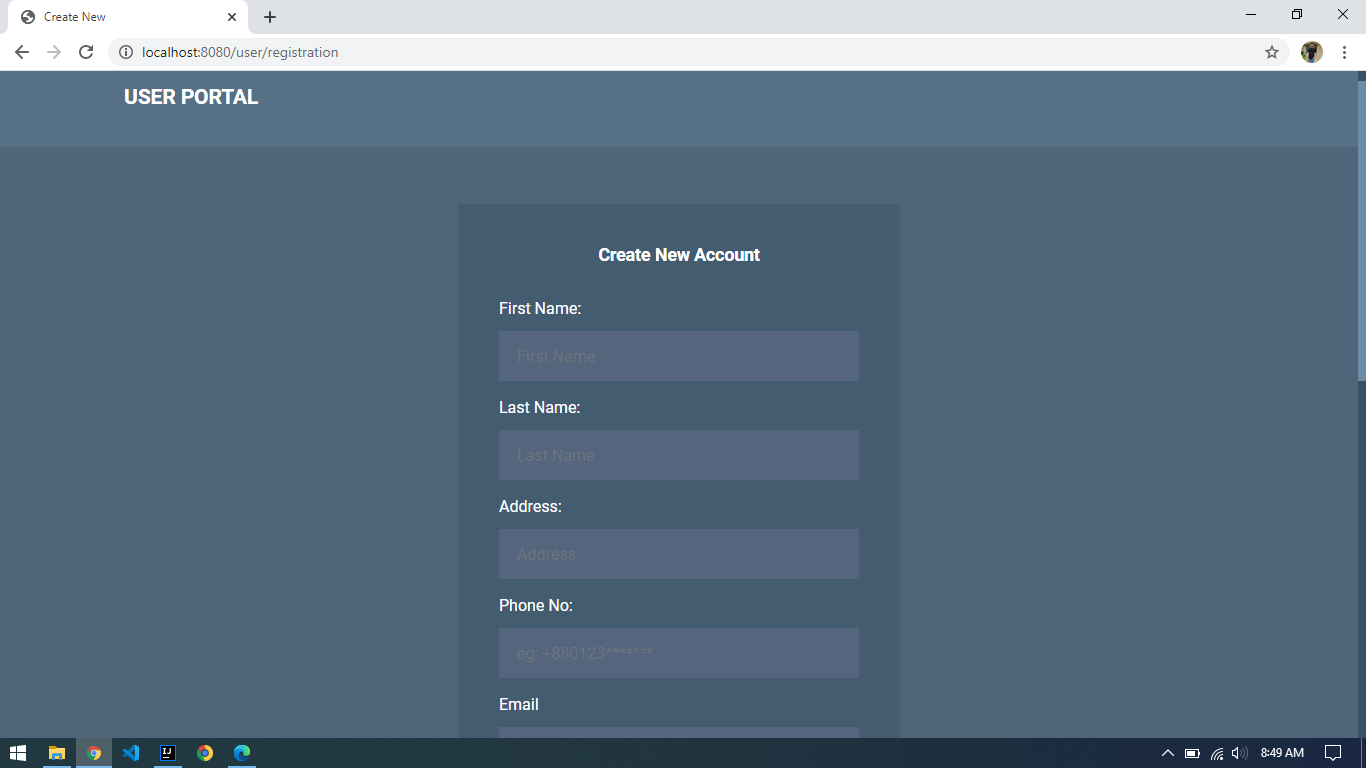 Create New
localhost:8080/user/registration
USER PORTAL
Create New Account
First Name:
First Name
Last Name:
Last Name
Address:
Address
Phone No:
eg: +880123*******
Email
IJ
8:49 AM